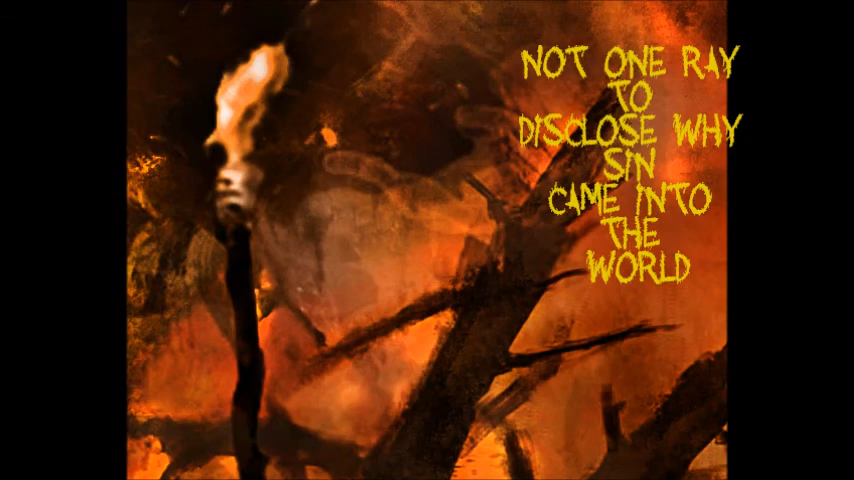 NOT ONE RAY
TO
DISCLOSE WHY
SIN
CAME INTO
THE
WORLD